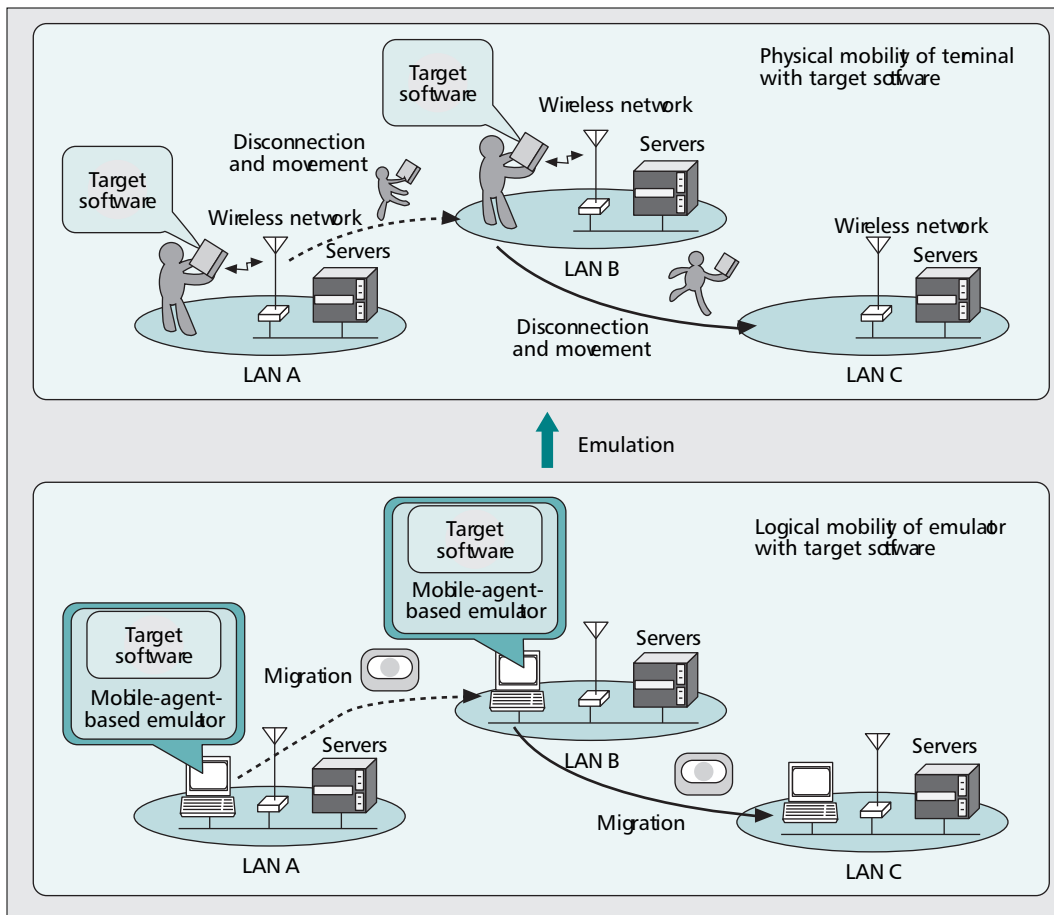 Physical mobility of terminal
with target software
Target
software
Wireless network
Servers
Disconnection
and movement
Target
software
Wireless network
Servers
LAN B
Wireless network
Servers
Disconnection
and movement
LAN A
LAN C
Emulation
Logical mobility of emulator
with target software
Target
software
Mobile-agent-
based emulator
Servers
Target
software
Mobile-agent-
based emulator
Migration
Servers
LAN B
Servers
Migration
LAN A
LAN C